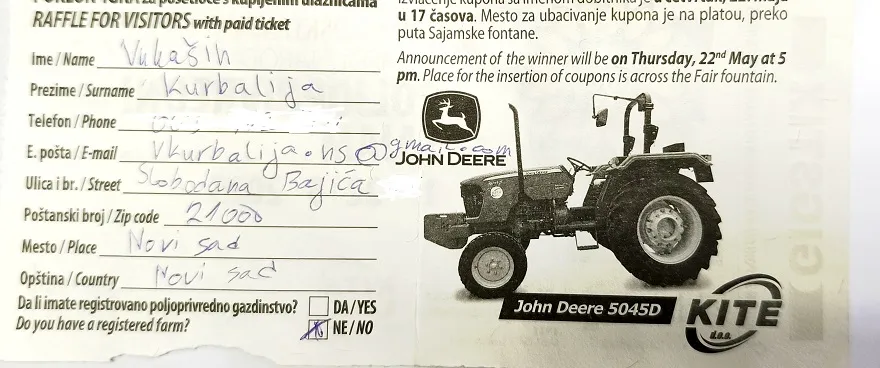 RAFFLE FOR VISITORS with paid ticket
Ime / Name Vukašin
Prezime / Surname Kurbalija
Telefon / Phone
E. pošta / E-mail vkurbalija.ns@gmail.com
Ulica i br. / Street Slobodana Bajića
Poštanski broj / Zip code 21000
Mesto / Place Novi sad
Opština / Country Novi sad
Da li imate registrovano poljoprivredno gazdinstvo? DA / YES
Do you have a registered farm? NE / NO
u 17 časova. Mesto za ubacivanje kupona je na platou, preko
puta Sajamske fontane.
Announcement of the winner will be on Thursday, 22nd May at 5
pm. Place for the insertion of coupons is across the Fair fountain.
JOHN DEERE
John Deere 5045D
KITE
d.o.o.